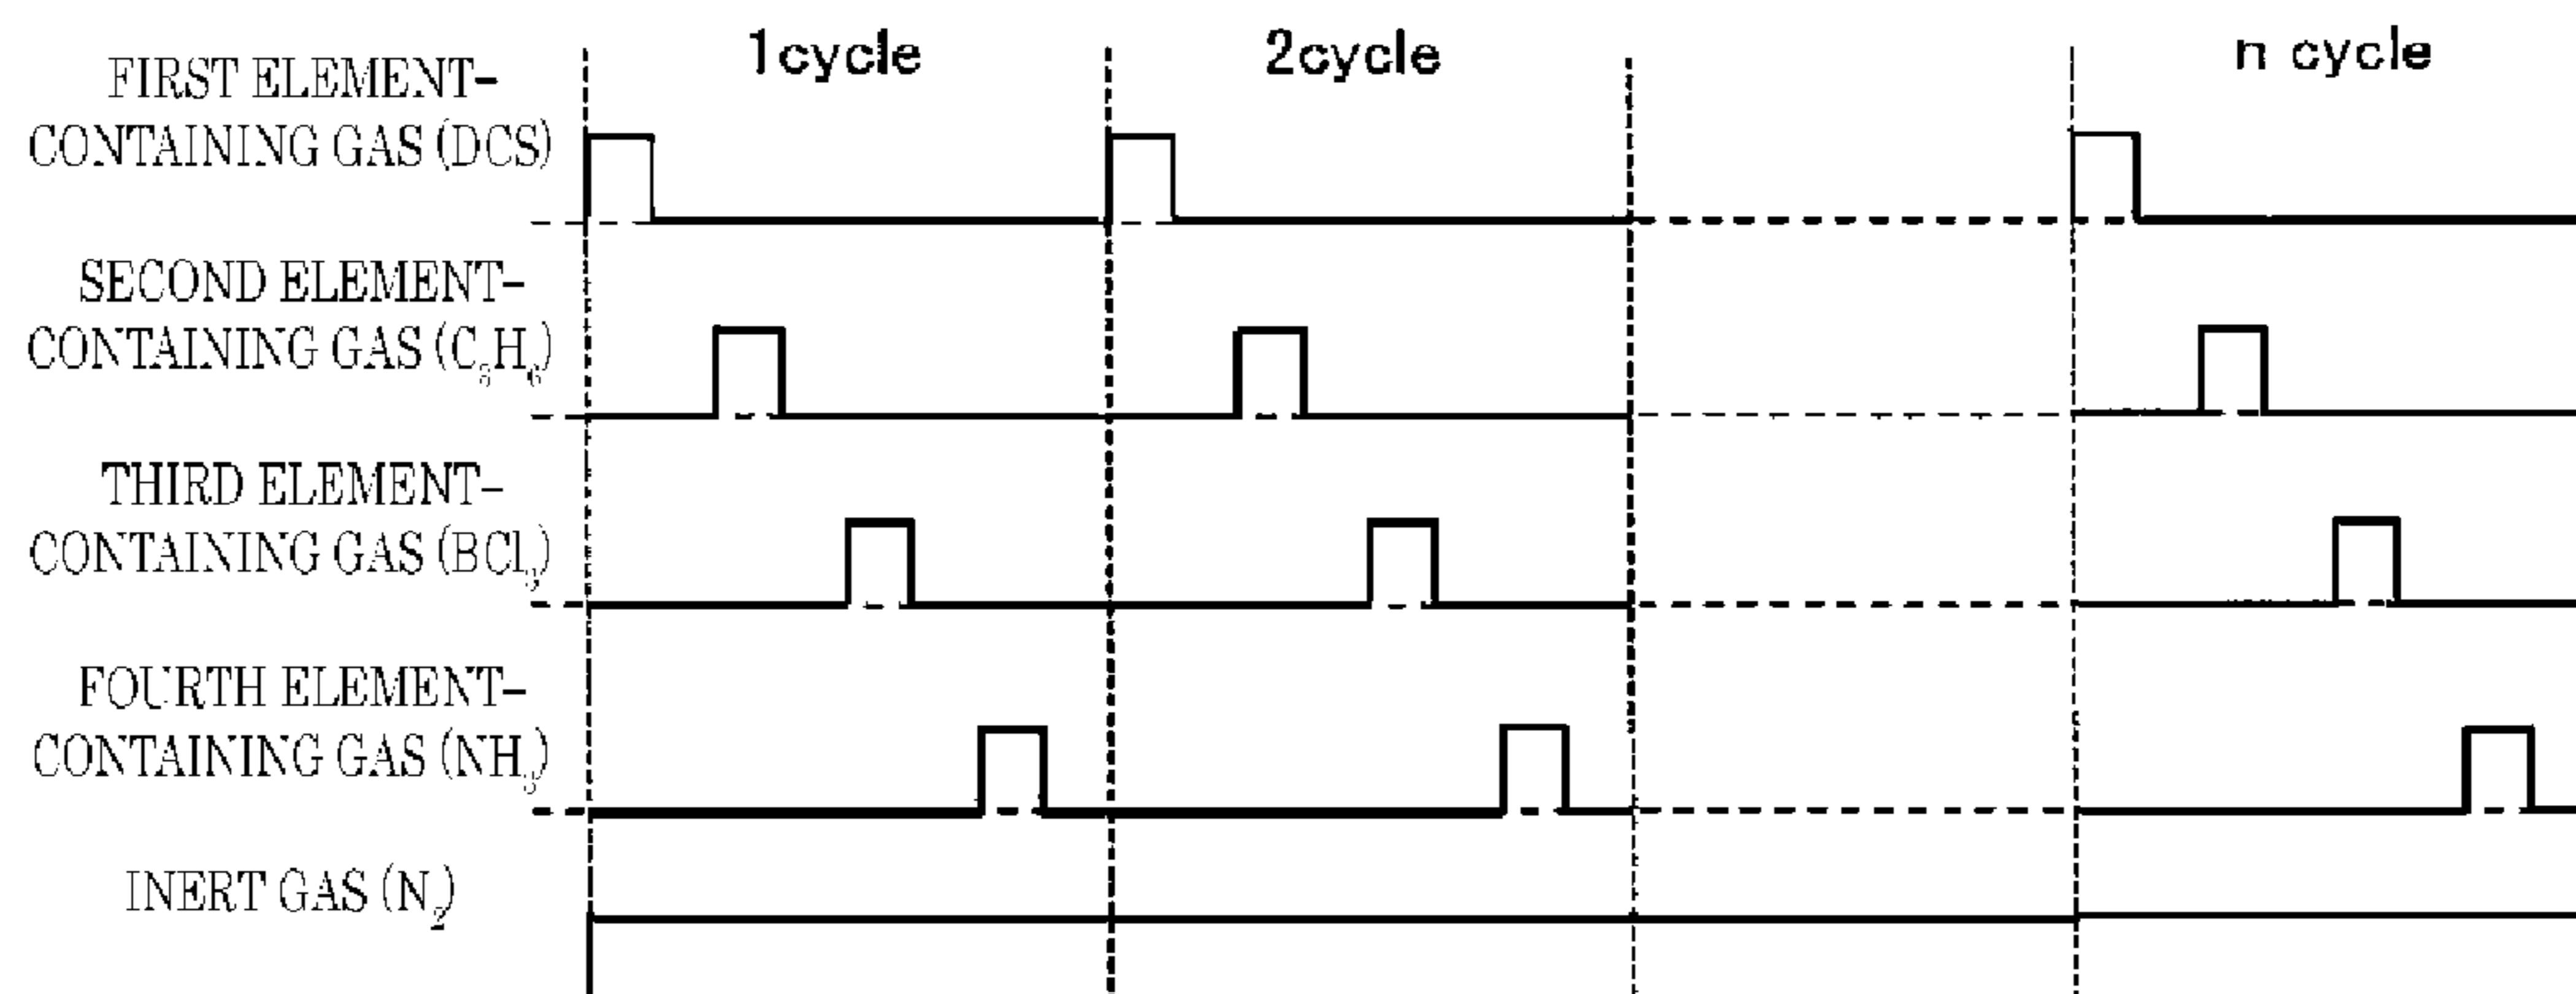 1cycle 2cycle n cycle
FIRST ELEMENT-
CONTAINING GAS (DCS)
SECOND ELEMENT-
CONTAINING GAS (C₃H₆)
THIRD ELEMENT-
CONTAINING GAS (BCl₃)
FOURTH ELEMENT-
CONTAINING GAS (NH₃)
INERT GAS (N₂)